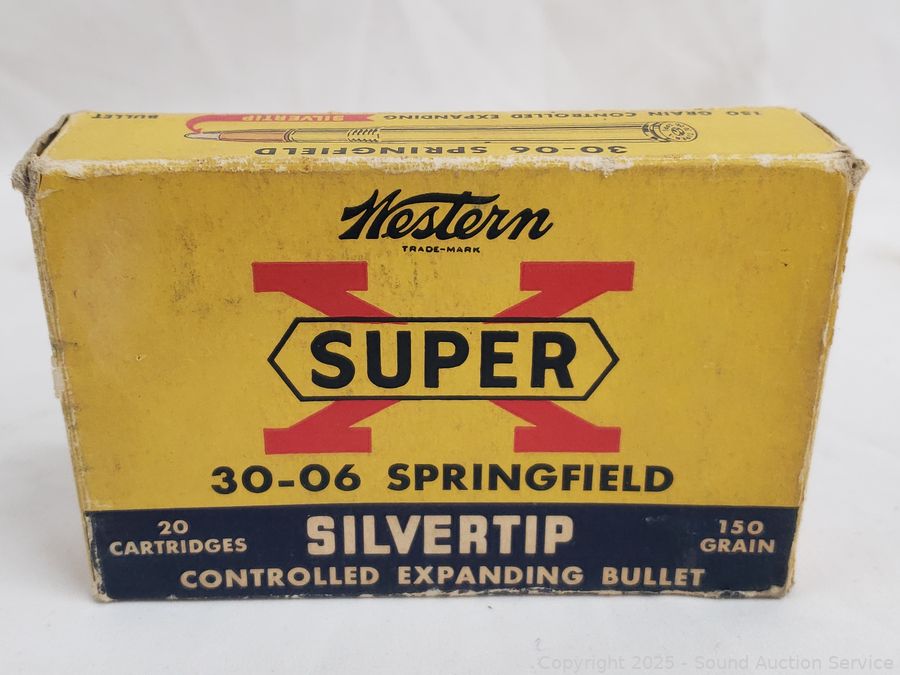 BULLET
SILVERTIP
150 GRAIN CONTROLLED EXPANDING
30-06 SPRINGFIELD
Western
TRADE-MARK
X
SUPER
30-06 SPRINGFIELD
20
CARTRIDGES
SILVERTIP
150
GRAIN
CONTROLLED EXPANDING BULLET
Copyright 2025 - Sound Auction Service